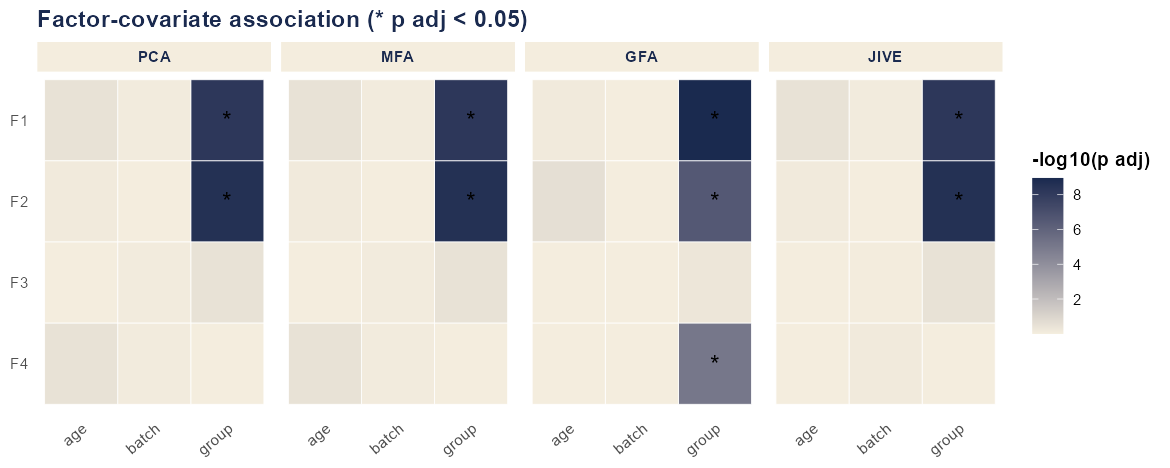 Factor-covariate association (* p adj < 0.05)
PCA MFA GFA JIVE
F1 * * * *
F2 * * * *
F3
F4 *
age batch group age batch group age batch group age batch group
-log10(p adj)
8
6
4
2